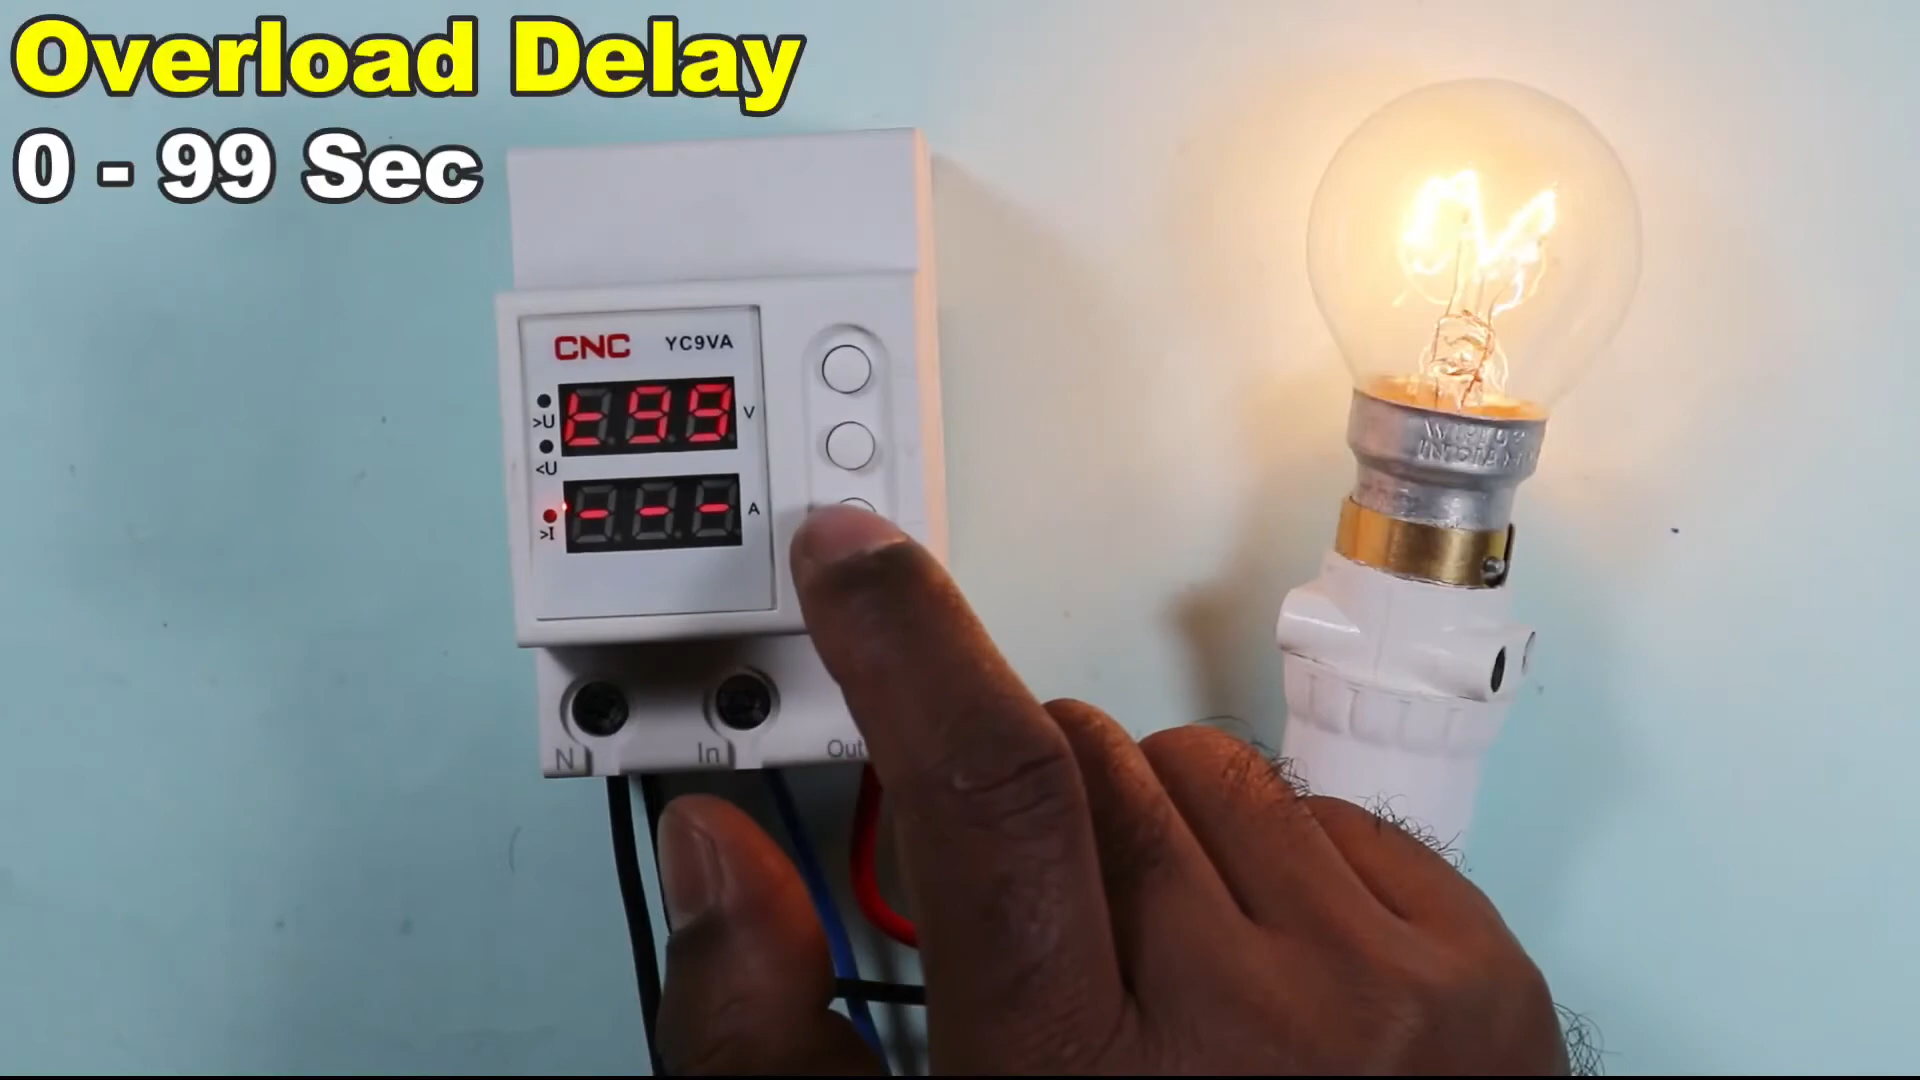 Overload Delay
0 - 99 Sec
CNC YC9VA
>U
t99 V
<U
--- A
>I
N In Out